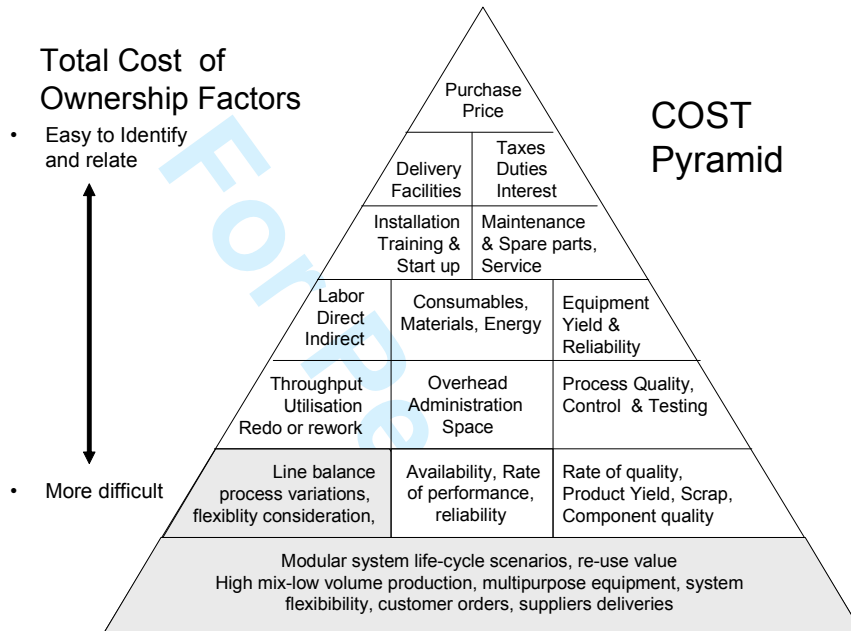 Total Cost of
Ownership Factors
• Easy to Identify
and relate
• More difficult
COST
Pyramid
Purchase
Price
Delivery
Facilities
Taxes
Duties
Interest
Installation
Training &
Start up
Maintenance
& Spare parts,
Service
Labor
Direct
Indirect
Consumables,
Materials, Energy
Equipment
Yield &
Reliability
Throughput
Utilisation
Redo or rework
Overhead
Administration
Space
Process Quality,
Control & Testing
Line balance
process variations,
flexiblity consideration,
Availability, Rate
of performance,
reliability
Rate of quality,
Product Yield, Scrap,
Component quality
Modular system life-cycle scenarios, re-use value
High mix-low volume production, multipurpose equipment, system
flexibibility, customer orders, suppliers deliveries
For Pe